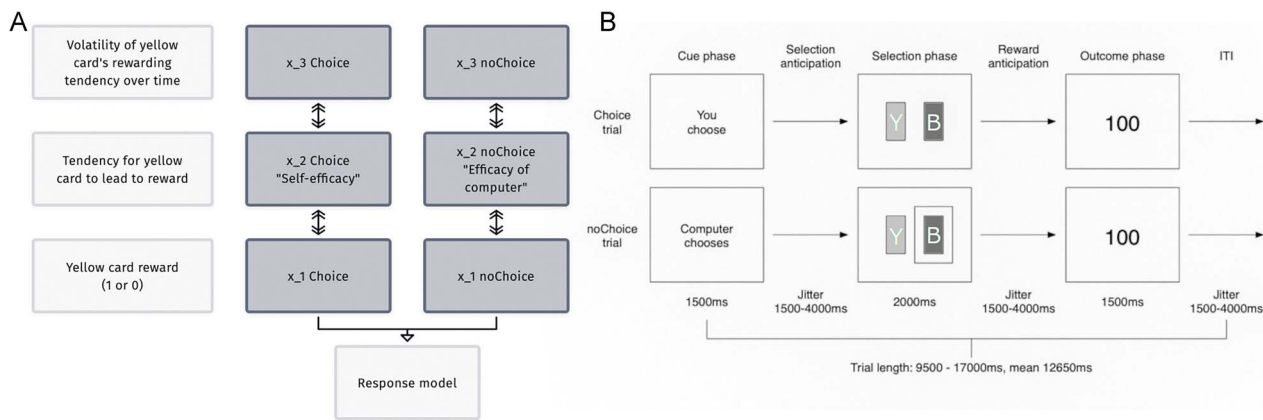 A
Volatility of yellow
card's rewarding
tendency over time
x_3 Choice
x_3 noChoice
Tendency for yellow
card to lead to reward
x_2 Choice
"Self-efficacy"
x_2 noChoice
"Efficacy of
computer"
Yellow card reward
(1 or 0)
x_1 Choice
x_1 noChoice
Response model
B
Cue phase
Selection
anticipation
Selection phase
Reward
anticipation
Outcome phase
ITI
Choice
trial
You
choose
Y B
100
noChoice
trial
Computer
chooses
Y B
100
1500ms
Jitter
1500-4000ms
2000ms
Jitter
1500-4000ms
1500ms
Jitter
1500-4000ms
Trial length: 9500 - 17000ms, mean 12650ms